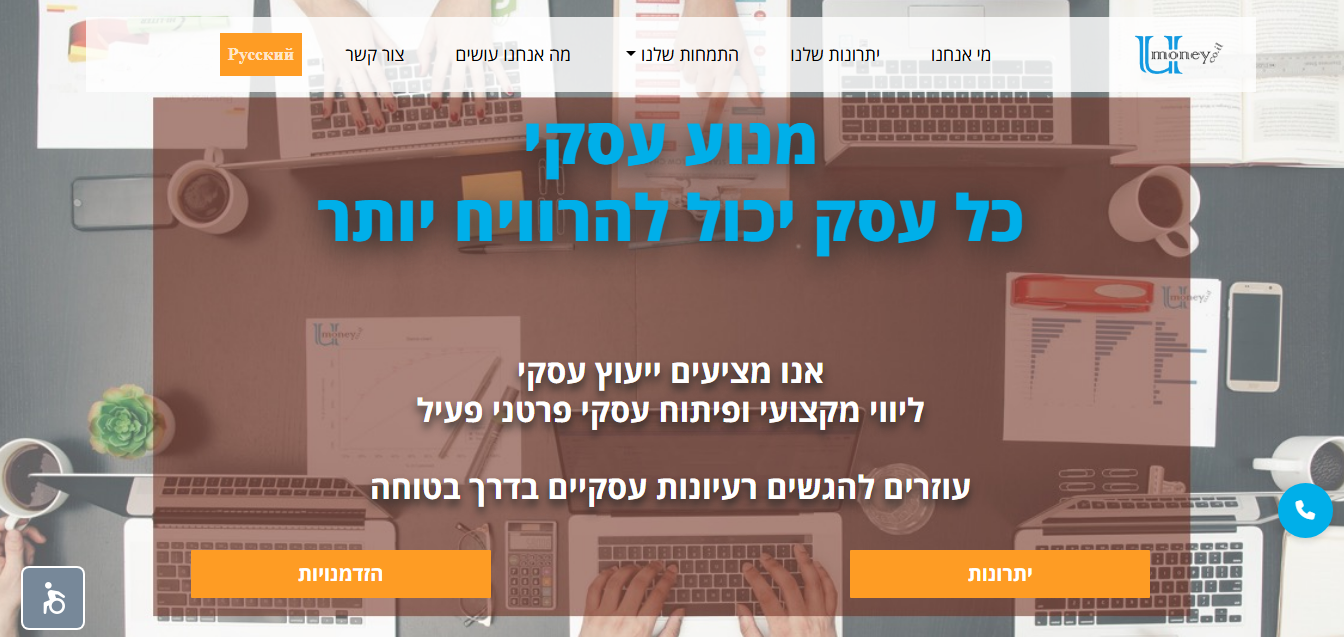 U money.co.il
מי אנחנו
יתרונות שלנו
התמחות שלנו
מה אנחנו עושים
צור קשר
Русский
מנוע עסקי
כל עסק יכול להרוויח יותר
אנו מציעים ייעוץ עסקי
ליווי מקצועי ופיתוח עסקי פרטני פעיל
עוזרים להגשים רעיונות עסקיים בדרך בטוחה
יתרונות
הזדמנויות